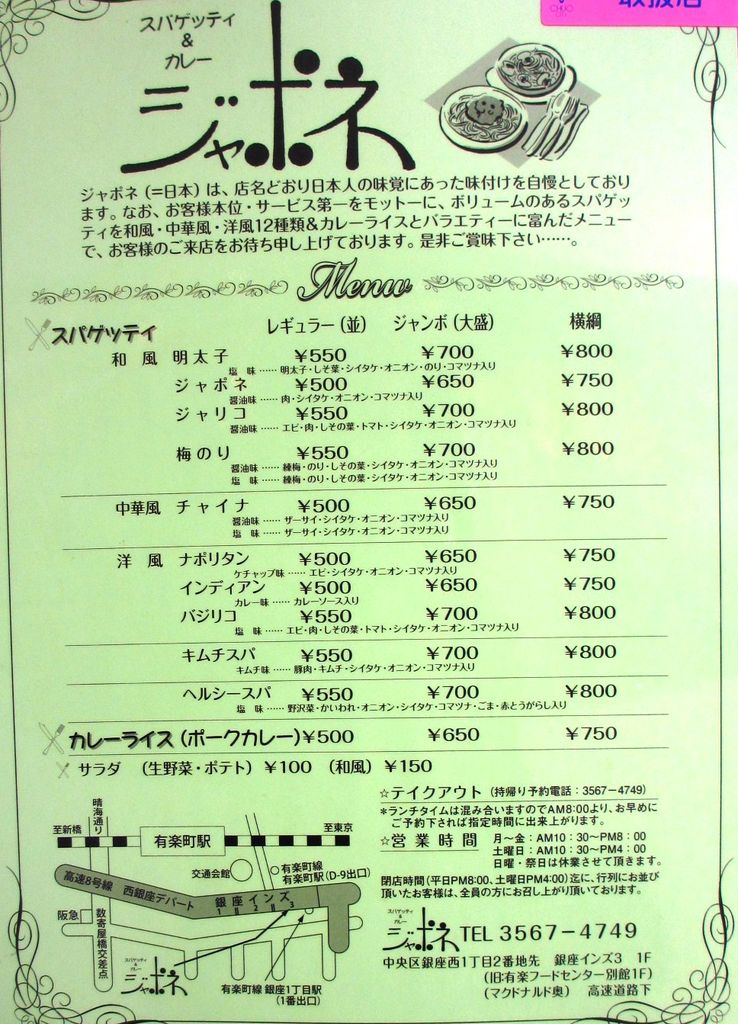 取扱店
スパゲッティ
&
カレー
ジャポネ
ジャポネ(=日本)は、店名どおり日本人の味覚にあった味付けを自慢としており
ます。なお、お客様本位・サービス第一をモットーに、ボリュームのあるスパゲッ
ティを和風・中華風・洋風12種類&カレーライスとバラエティーに富んだメニュー
で、お客様のご来店をお待ち申し上げております。是非ご賞味下さい……。
Menu
スパゲッティ レギュラー(並) ジャンボ(大盛) 横綱
和風 明太子 ¥550 ¥700 ¥800
塩味……明太子・しそ葉・シイタケ・オニオン・のり・コマツナ入り
ジャポネ ¥500 ¥650 ¥750
醤油味……肉・シイタケ・オニオン・コマツナ入り
ジャリコ ¥550 ¥700 ¥800
醤油味……エビ・肉・しその葉・トマト・シイタケ・オニオン・コマツナ入り
梅のり ¥550 ¥700 ¥800
醤油味……練梅・のり・しその葉・シイタケ・オニオン・コマツナ入り
塩味……練梅・のり・しその葉・シイタケ・オニオン・コマツナ入り
中華風 チャイナ ¥500 ¥650 ¥750
醤油味……ザーサイ・シイタケ・オニオン・コマツナ入り
塩味……ザーサイ・シイタケ・オニオン・コマツナ入り
洋風 ナポリタン ¥500 ¥650 ¥750
ケチャップ味……エビ・シイタケ・オニオン・コマツナ入り
インディアン ¥500 ¥650 ¥750
カレー味……カレーソース入り
バジリコ ¥550 ¥700 ¥800
塩味……エビ・肉・しその葉・トマト・シイタケ・オニオン・コマツナ入り
キムチスパ ¥550 ¥700 ¥800
キムチ味……豚肉・キムチ・シイタケ・オニオン・コマツナ入り
ヘルシースパ ¥550 ¥700 ¥800
塩味……野沢菜・かいわれ・オニオン・シイタケ・コマツナ・ごま・赤とうがらし入り
カレーライス(ポークカレー) ¥500 ¥650 ¥750
サラダ (生野菜・ポテト) ¥100 (和風) ¥150
☆テイクアウト (持帰り予約電話:3567-4749)
*ランチタイムは混み合いますのでAM8:00より、お早めに
ご予約下されば指定時間に出来上がります。
☆営業時間 月~金:AM10:30~PM8:00
土曜日:AM10:30~PM4:00
日曜・祭日は休業させて頂きます。
閉店時間(平日PM8:00、土曜日PM4:00)迄に、行列にお並び
頂いたお客様は、全員の方にお召し上がり頂いております。
スパゲッティ
&
カレー
ジャポネ TEL 3567-4749
中央区銀座西1丁目2番地先 銀座インズ3 1F
(旧:有楽フードセンター別館1F)
(マクドナルド奥) 高速道路下
至新橋
晴海通り
有楽町駅
至東京
交通会館
有楽町線
有楽町駅(D-9出口)
高速8号線 西銀座デパート
銀座インズ
1 2 3
阪急
数寄屋橋交差点
スパゲッティ
&
カレー
ジャポネ
有楽町線 銀座1丁目駅
(1番出口)